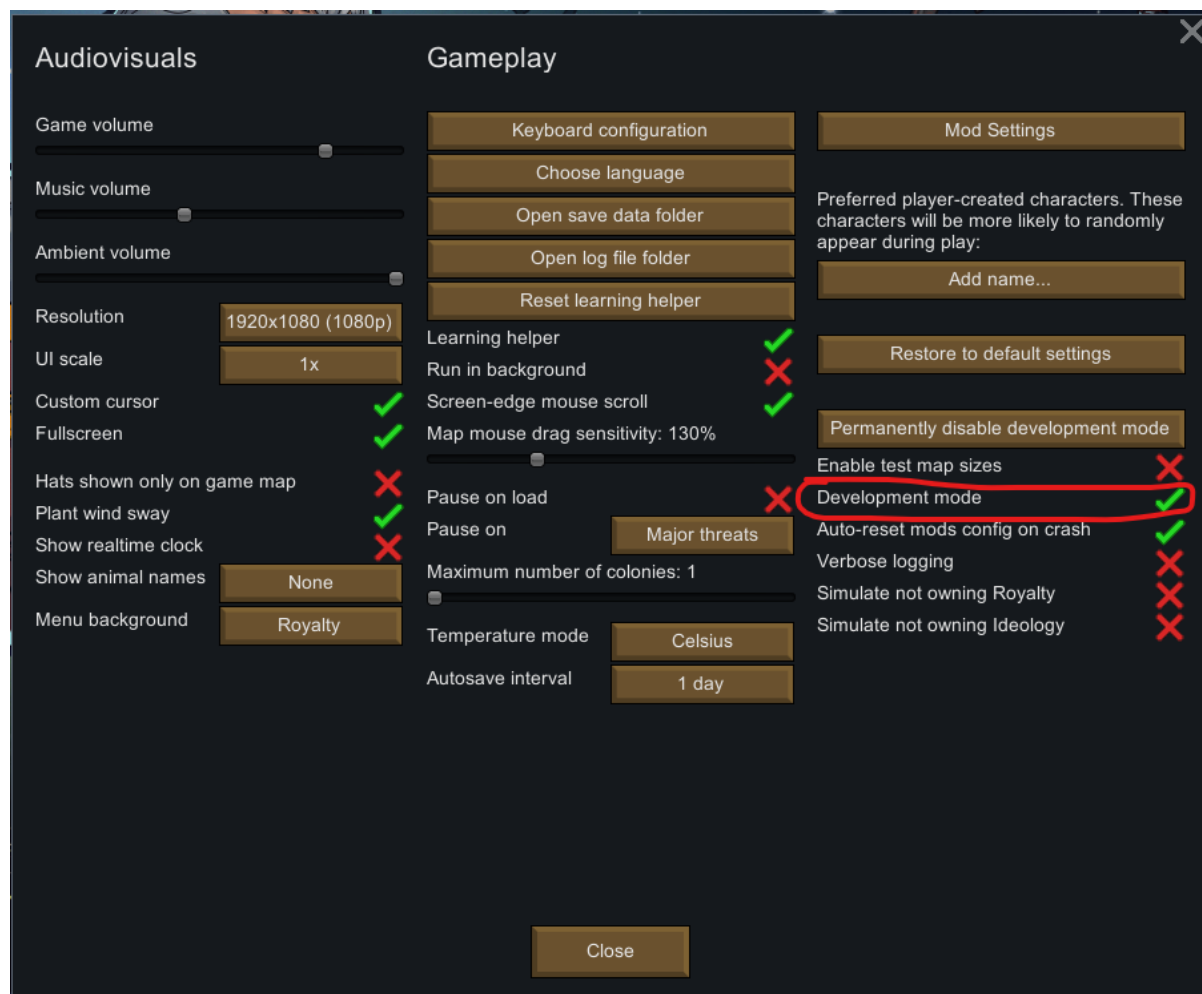 Audiovisuals
Game volume
Music volume
Ambient volume
Resolution
1920x1080 (1080p)
UI scale
1x
Custom cursor
Fullscreen
Hats shown only on game map
Plant wind sway
Show realtime clock
Show animal names
None
Menu background
Royalty
Gameplay
Keyboard configuration
Choose language
Open save data folder
Open log file folder
Reset learning helper
Learning helper
Run in background
Screen-edge mouse scroll
Map mouse drag sensitivity: 130%
Pause on load
Pause on
Major threats
Maximum number of colonies: 1
Temperature mode
Celsius
Autosave interval
1 day
Mod Settings
Preferred player-created characters. These
characters will be more likely to randomly
appear during play:
Add name...
Restore to default settings
Permanently disable development mode
Enable test map sizes
Development mode
Auto-reset mods config on crash
Verbose logging
Simulate not owning Royalty
Simulate not owning Ideology
Close